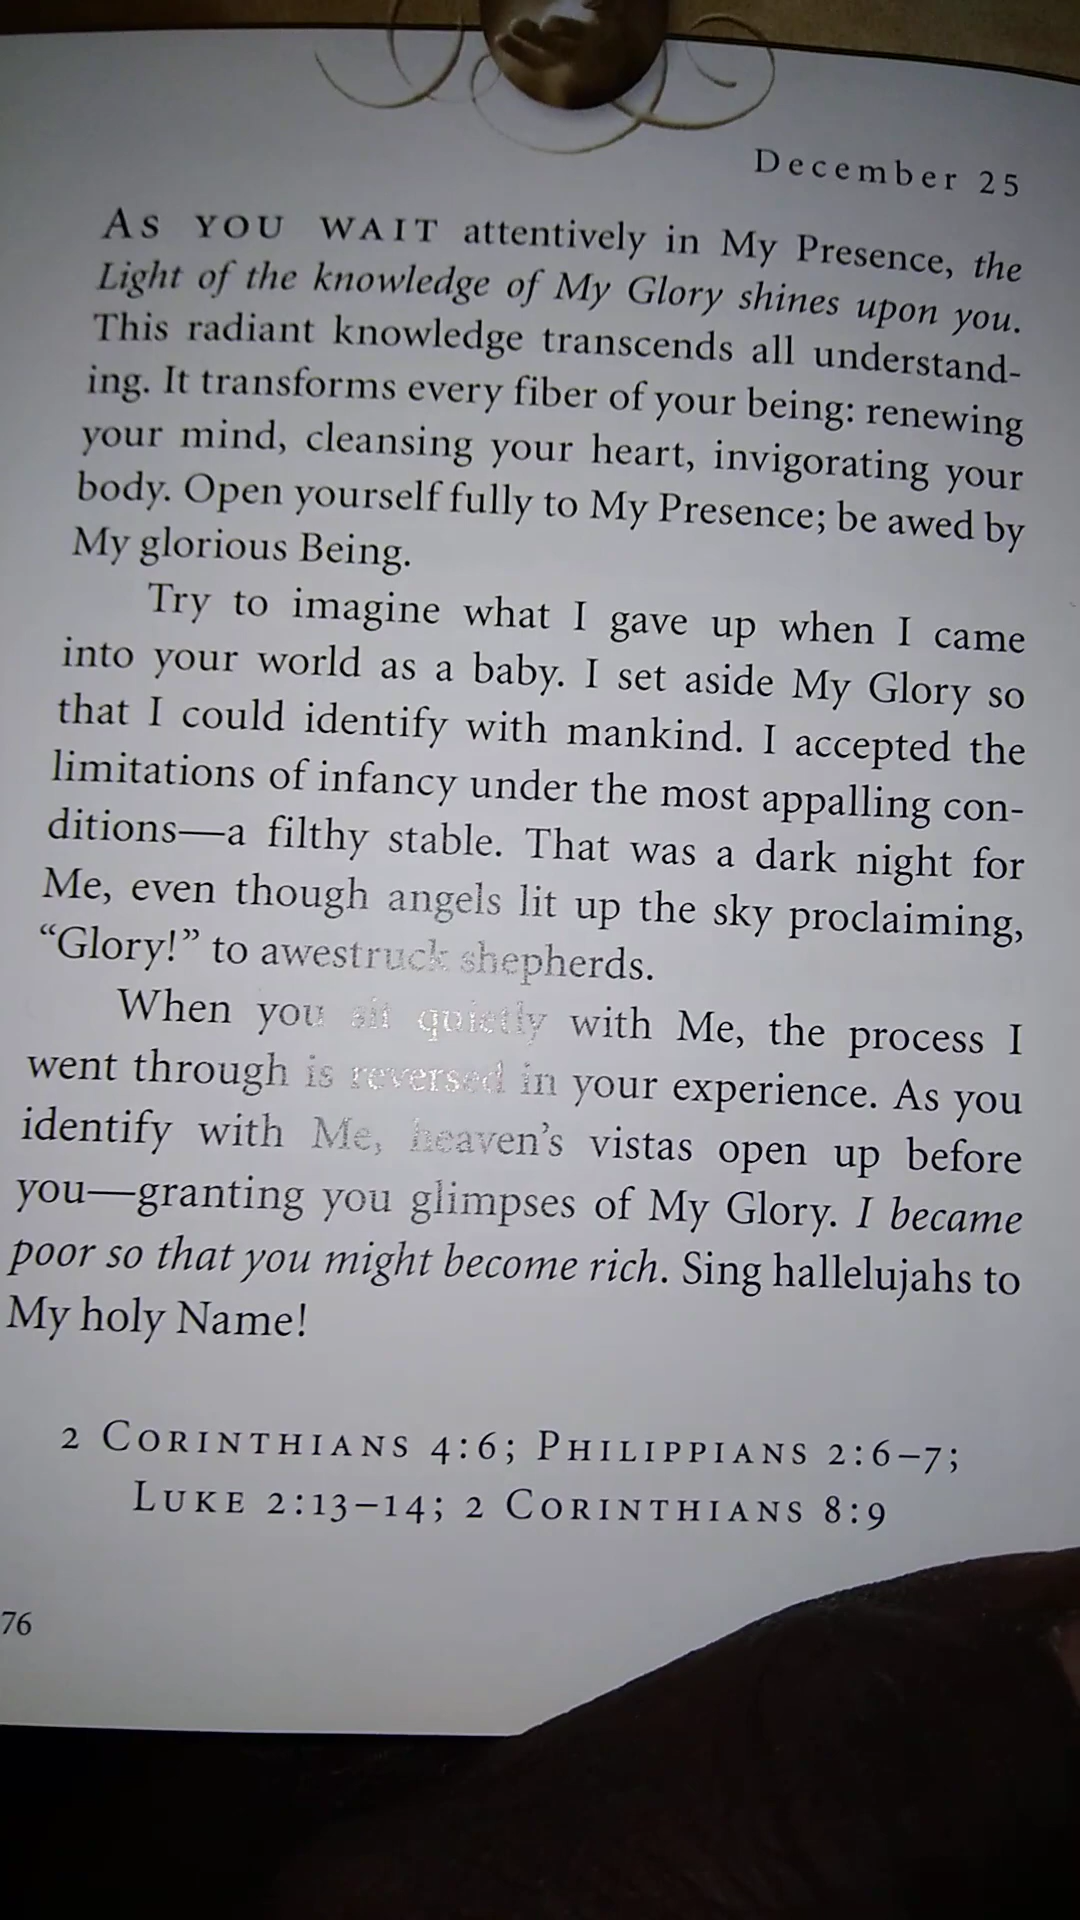 December 25
AS YOU WAIT attentively in My Presence, the
Light of the knowledge of My Glory shines upon you.
This radiant knowledge transcends all understand-
ing. It transforms every fiber of your being: renewing
your mind, cleansing your heart, invigorating your
body. Open yourself fully to My Presence; be awed by
My glorious Being.
Try to imagine what I gave up when I came
into your world as a baby. I set aside My Glory so
that I could identify with mankind. I accepted the
limitations of infancy under the most appalling con-
ditions—a filthy stable. That was a dark night for
Me, even though angels lit up the sky proclaiming,
“Glory!” to awestruck shepherds.
When you sit quietly with Me, the process I
went through is reversed in your experience. As you
identify with Me, heaven’s vistas open up before
you—granting you glimpses of My Glory. I became
poor so that you might become rich. Sing hallelujahs to
My holy Name!
2 CORINTHIANS 4:6; PHILIPPIANS 2:6–7;
LUKE 2:13–14; 2 CORINTHIANS 8:9
76